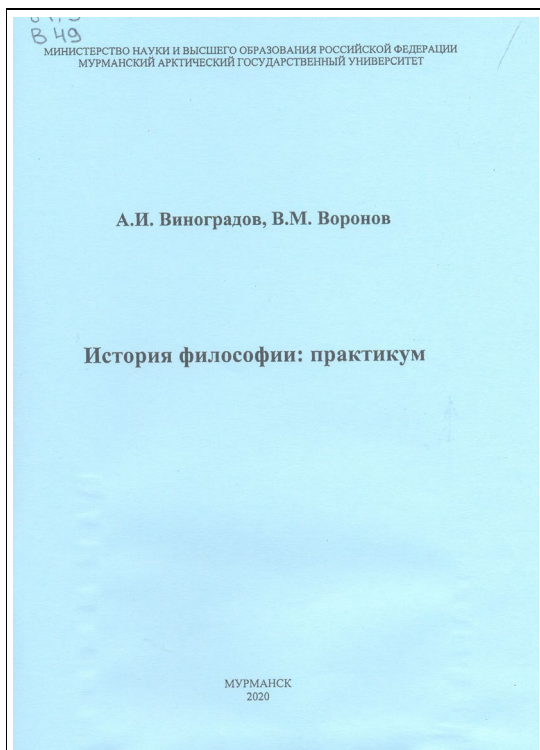 В 49
МИНИСТЕРСТВО НАУКИ И ВЫСШЕГО ОБРАЗОВАНИЯ РОССИЙСКОЙ ФЕДЕРАЦИИ
МУРМАНСКИЙ АРКТИЧЕСКИЙ ГОСУДАРСТВЕННЫЙ УНИВЕРСИТЕТ
А.И. Виноградов, В.М. Воронов
История философии: практикум
МУРМАНСК
2020